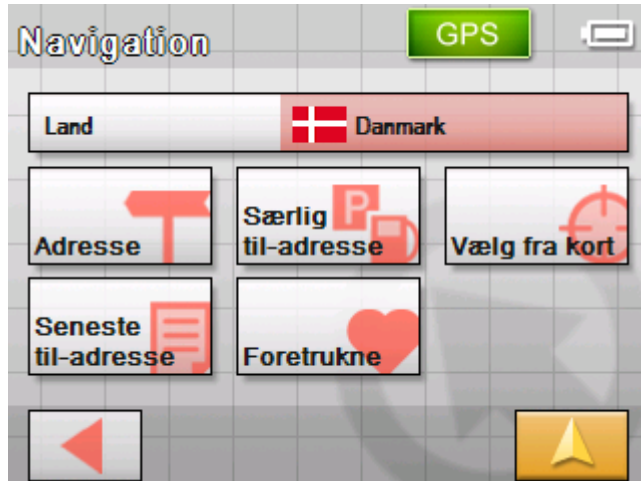 Navigation
GPS
Land
Danmark
Adresse
Særlig
til-adresse
Vælg fra kort
Seneste
til-adresse
Foretrukne